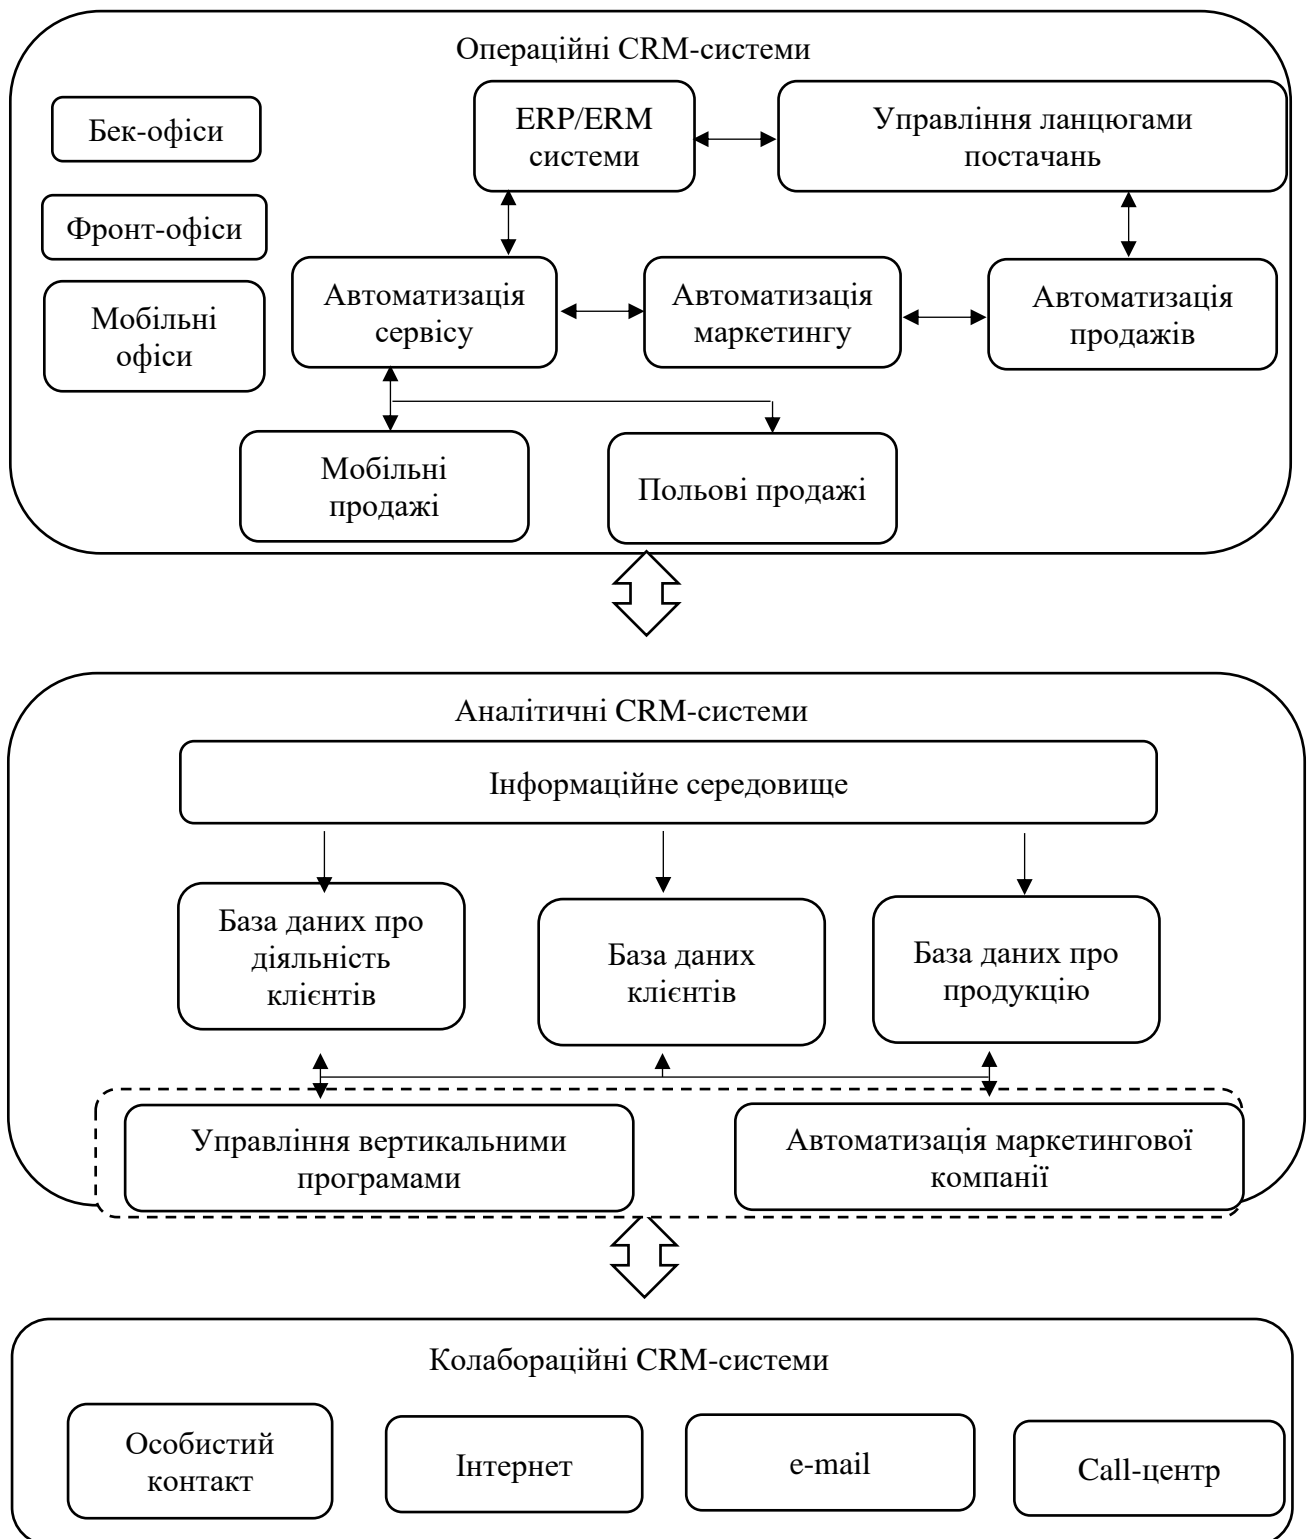 Операційні CRM-системи
Бек-офіси
ERP/ERM
системи
Управління ланцюгами
постачань
Фронт-офіси
Мобільні
офіси
Автоматизація
сервісу
Автоматизація
маркетингу
Автоматизація
продажів
Мобільні
продажі
Польові продажі
Аналітичні CRM-системи
Інформаційне середовище
База даних про
діяльність
клієнтів
База даних
клієнтів
База даних про
продукцію
Управління вертикальними
програмами
Автоматизація маркетингової
компанії
Колабораційні CRM-системи
Особистий
контакт
Інтернет
e-mail
Call-центр